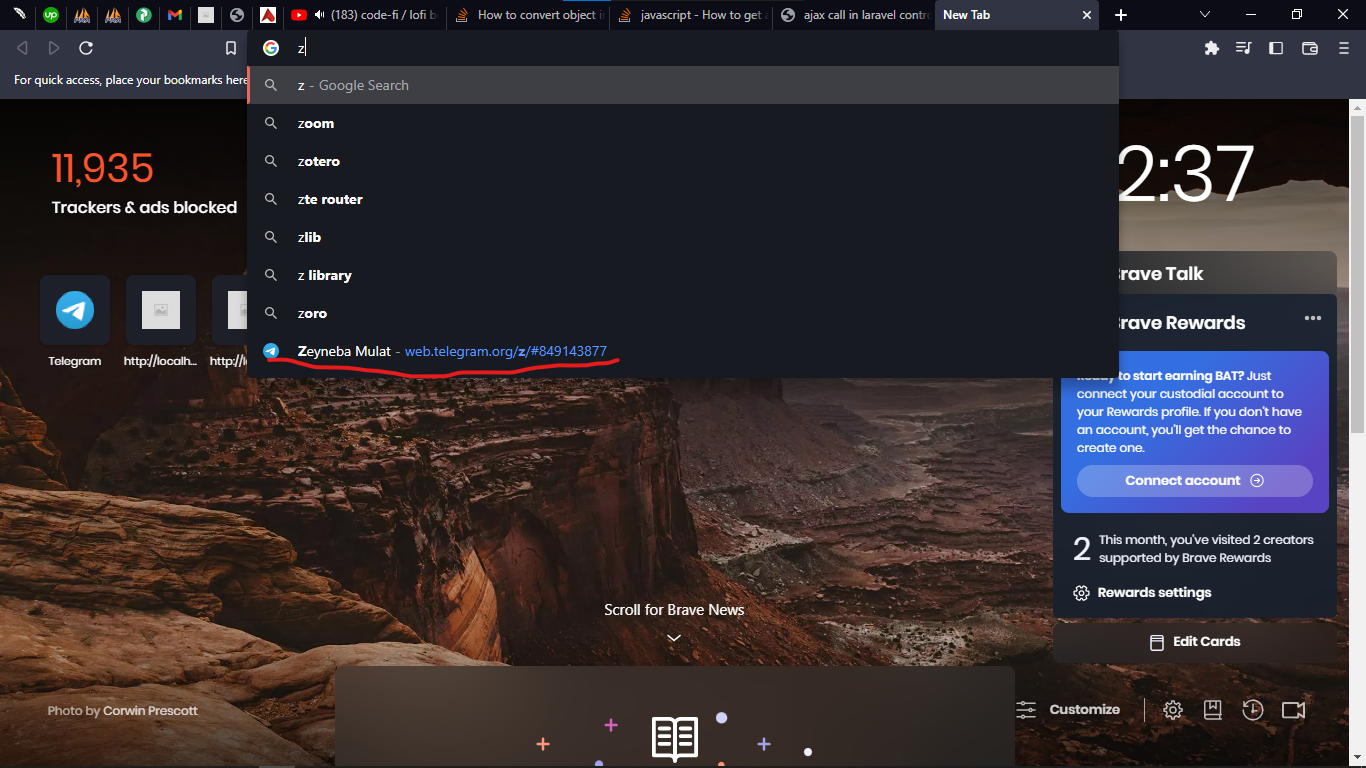 (183) code-fi / lofi b
How to convert object i
javascript - How to get
ajax call in laravel contro
New Tab
z
For quick access, place your bookmarks here
z - Google Search
zoom
zotero
zte router
zlib
z library
zoro
Zeyneba Mulat - web.telegram.org/z/#849143877
11,935
Trackers & ads blocked
2:37
Telegram
http://localh...
http://l
Brave Talk
Brave Rewards
Ready to start earning BAT? Just
connect your custodial account to
your Rewards profile. If you don't have
an account, you'll get the chance to
create one.
Connect account
2
This month, you've visited 2 creators
supported by Brave Rewards
Rewards settings
Edit Cards
Scroll for Brave News
Photo by Corwin Prescott
Customize